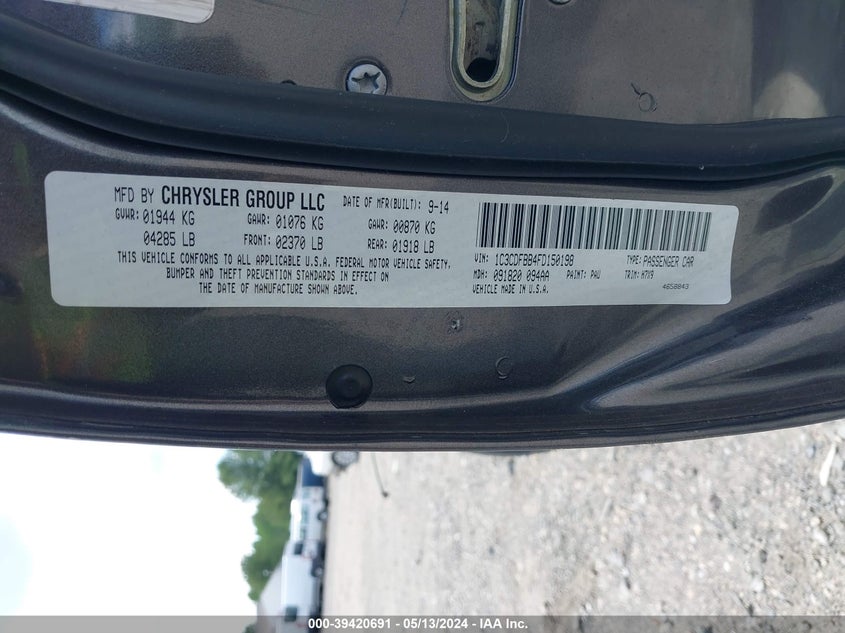 MFD BY CHRYSLER GROUP LLC DATE OF MFR(BUILT): 9-14
GVWR: 01944 KG GAWR: 01076 KG GAWR: 00870 KG
04285 LB FRONT: 02370 LB REAR: 01918 LB
THIS VEHICLE CONFORMS TO ALL APPLICABLE U.S.A. FEDERAL MOTOR VEHICLE SAFETY,
BUMPER AND THEFT PREVENTION STANDARDS IN EFFECT ON
THE DATE OF MANUFACTURE SHOWN ABOVE.
VIN: 1C3CDFBB4FD150198 TYPE: PASSENGER CAR
MDH: 091820 094AA PAINT: PAU TRIM: H7V9
VEHICLE MADE IN U.S.A. 4658843
000-39420691 - 05/13/2024 - IAA Inc.